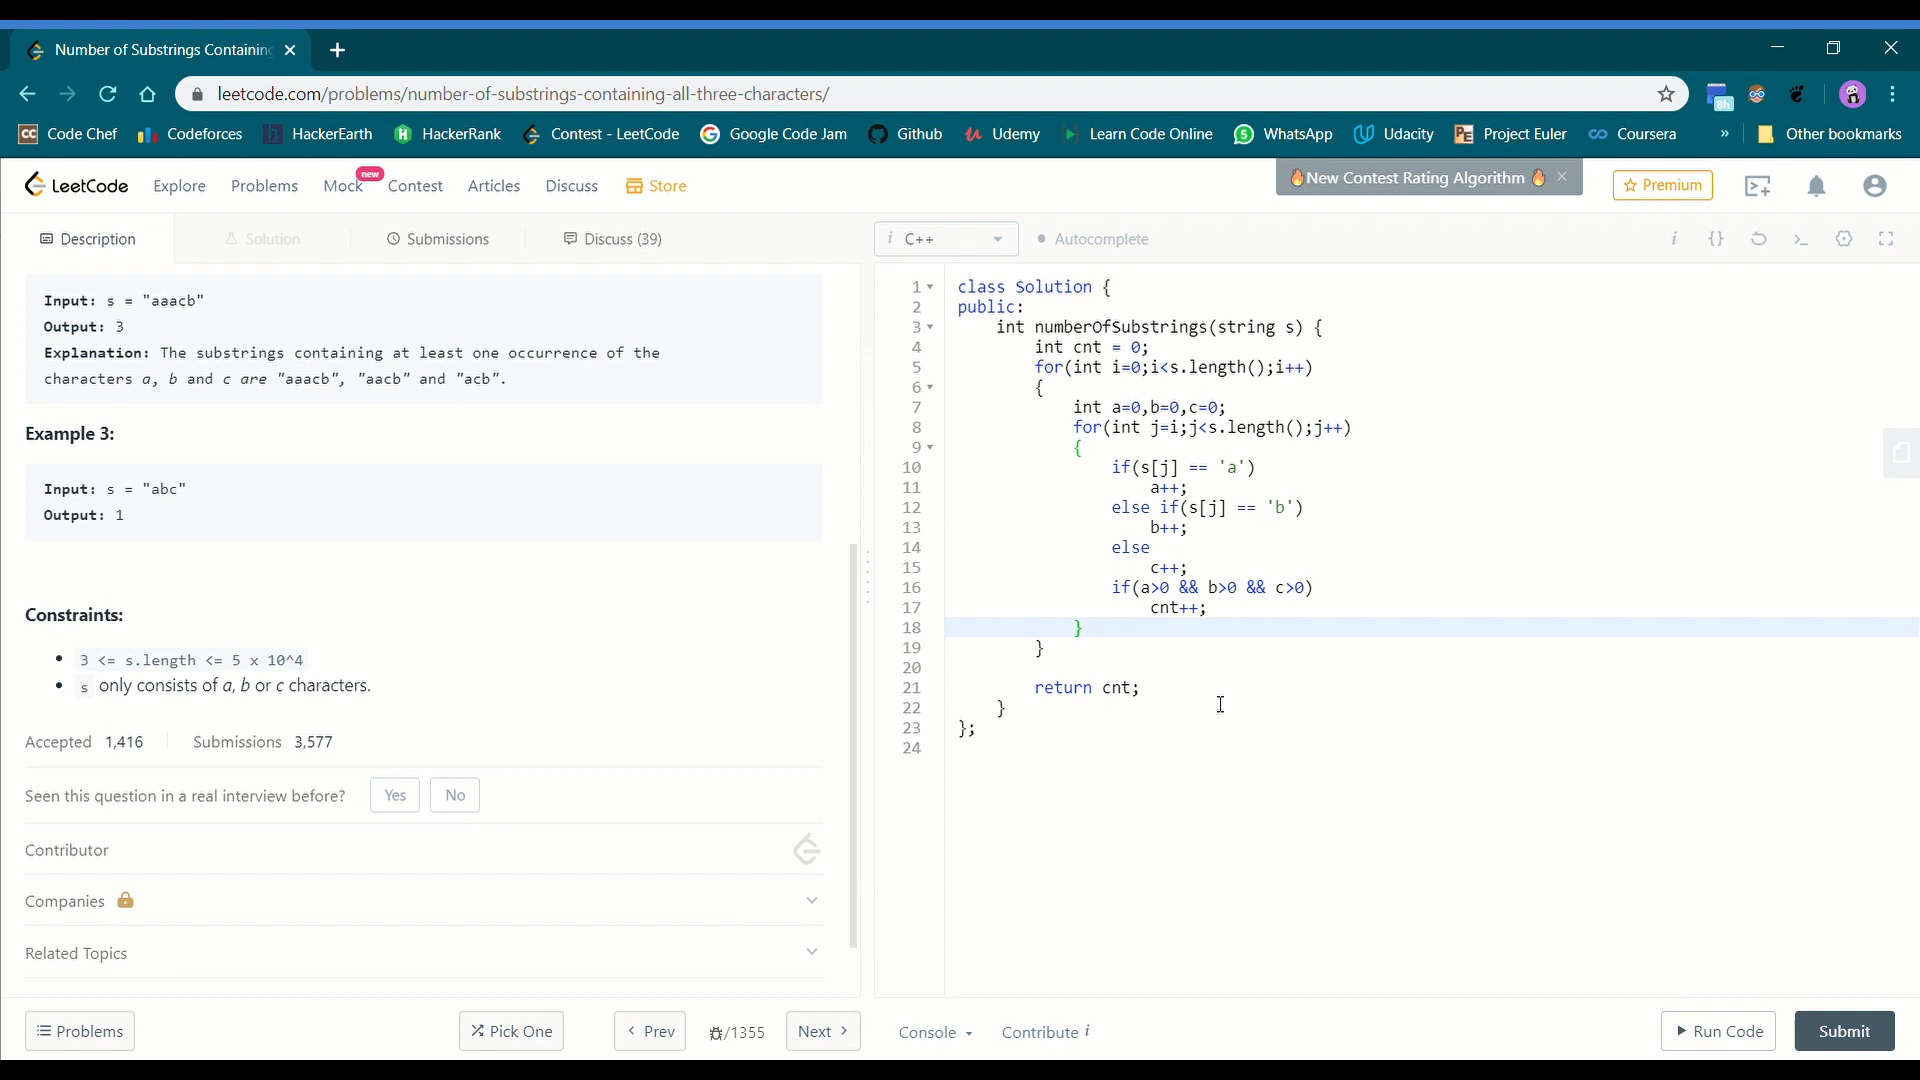 Number of Substrings Containing
leetcode.com/problems/number-of-substrings-containing-all-three-characters/
8h
Code Chef Codeforces HackerEarth HackerRank Contest - LeetCode Google Code Jam Github Udemy Learn Code Online WhatsApp Udacity Project Euler Coursera » Other bookmarks
LeetCode Explore Problems Mock new Contest Articles Discuss Store
New Contest Rating Algorithm
Premium
Description Solution Submissions Discuss (39)
Input: s = "aaacb"
Output: 3
Explanation: The substrings containing at least one occurrence of the
characters a, b and c are "aaacb", "aacb" and "acb".
Example 3:
Input: s = "abc"
Output: 1
Constraints:
3 <= s.length <= 5 x 10^4
s only consists of a, b or c characters.
Accepted 1,416 Submissions 3,577
Seen this question in a real interview before? Yes No
Contributor
Companies
Related Topics
Problems Pick One Prev /1355 Next
i C++ Autocomplete i {}
1 class Solution {
2 public:
3 int numberOfSubstrings(string s) {
4 int cnt = 0;
5 for(int i=0;i<s.length();i++)
6 {
7 int a=0,b=0,c=0;
8 for(int j=i;j<s.length();j++)
9 {
10 if(s[j] == 'a')
11 a++;
12 else if(s[j] == 'b')
13 b++;
14 else
15 c++;
16 if(a>0 && b>0 && c>0)
17 cnt++;
18 }
19 }
20
21 return cnt;
22 }
23 };
24
Console Contribute i Run Code Submit